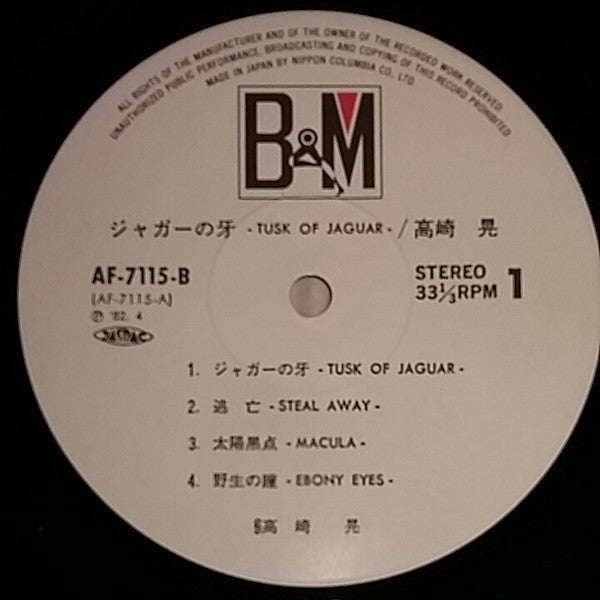 ALL RIGHTS OF THE MANUFACTURER AND OF THE OWNER OF THE RECORDED WORK RESERVED.
UNAUTHORIZED PUBLIC PERFORMANCE, BROADCASTING AND COPYING OF THIS RECORD PROHIBITED.
MADE IN JAPAN BY NIPPON COLUMBIA CO., LTD.
B&M
ジャガーの牙 - TUSK OF JAGUAR - / 高崎 晃
AF-7115-B
(AF-7115-A)
Ⓟ '82. 4
JASRAC
STEREO
33⅓RPM 1
1. ジャガーの牙 - TUSK OF JAGUAR -
2. 逃 亡 - STEAL AWAY -
3. 太陽黒点 - MACULA -
4. 野生の瞳 - EBONY EYES -
高 崎 晃